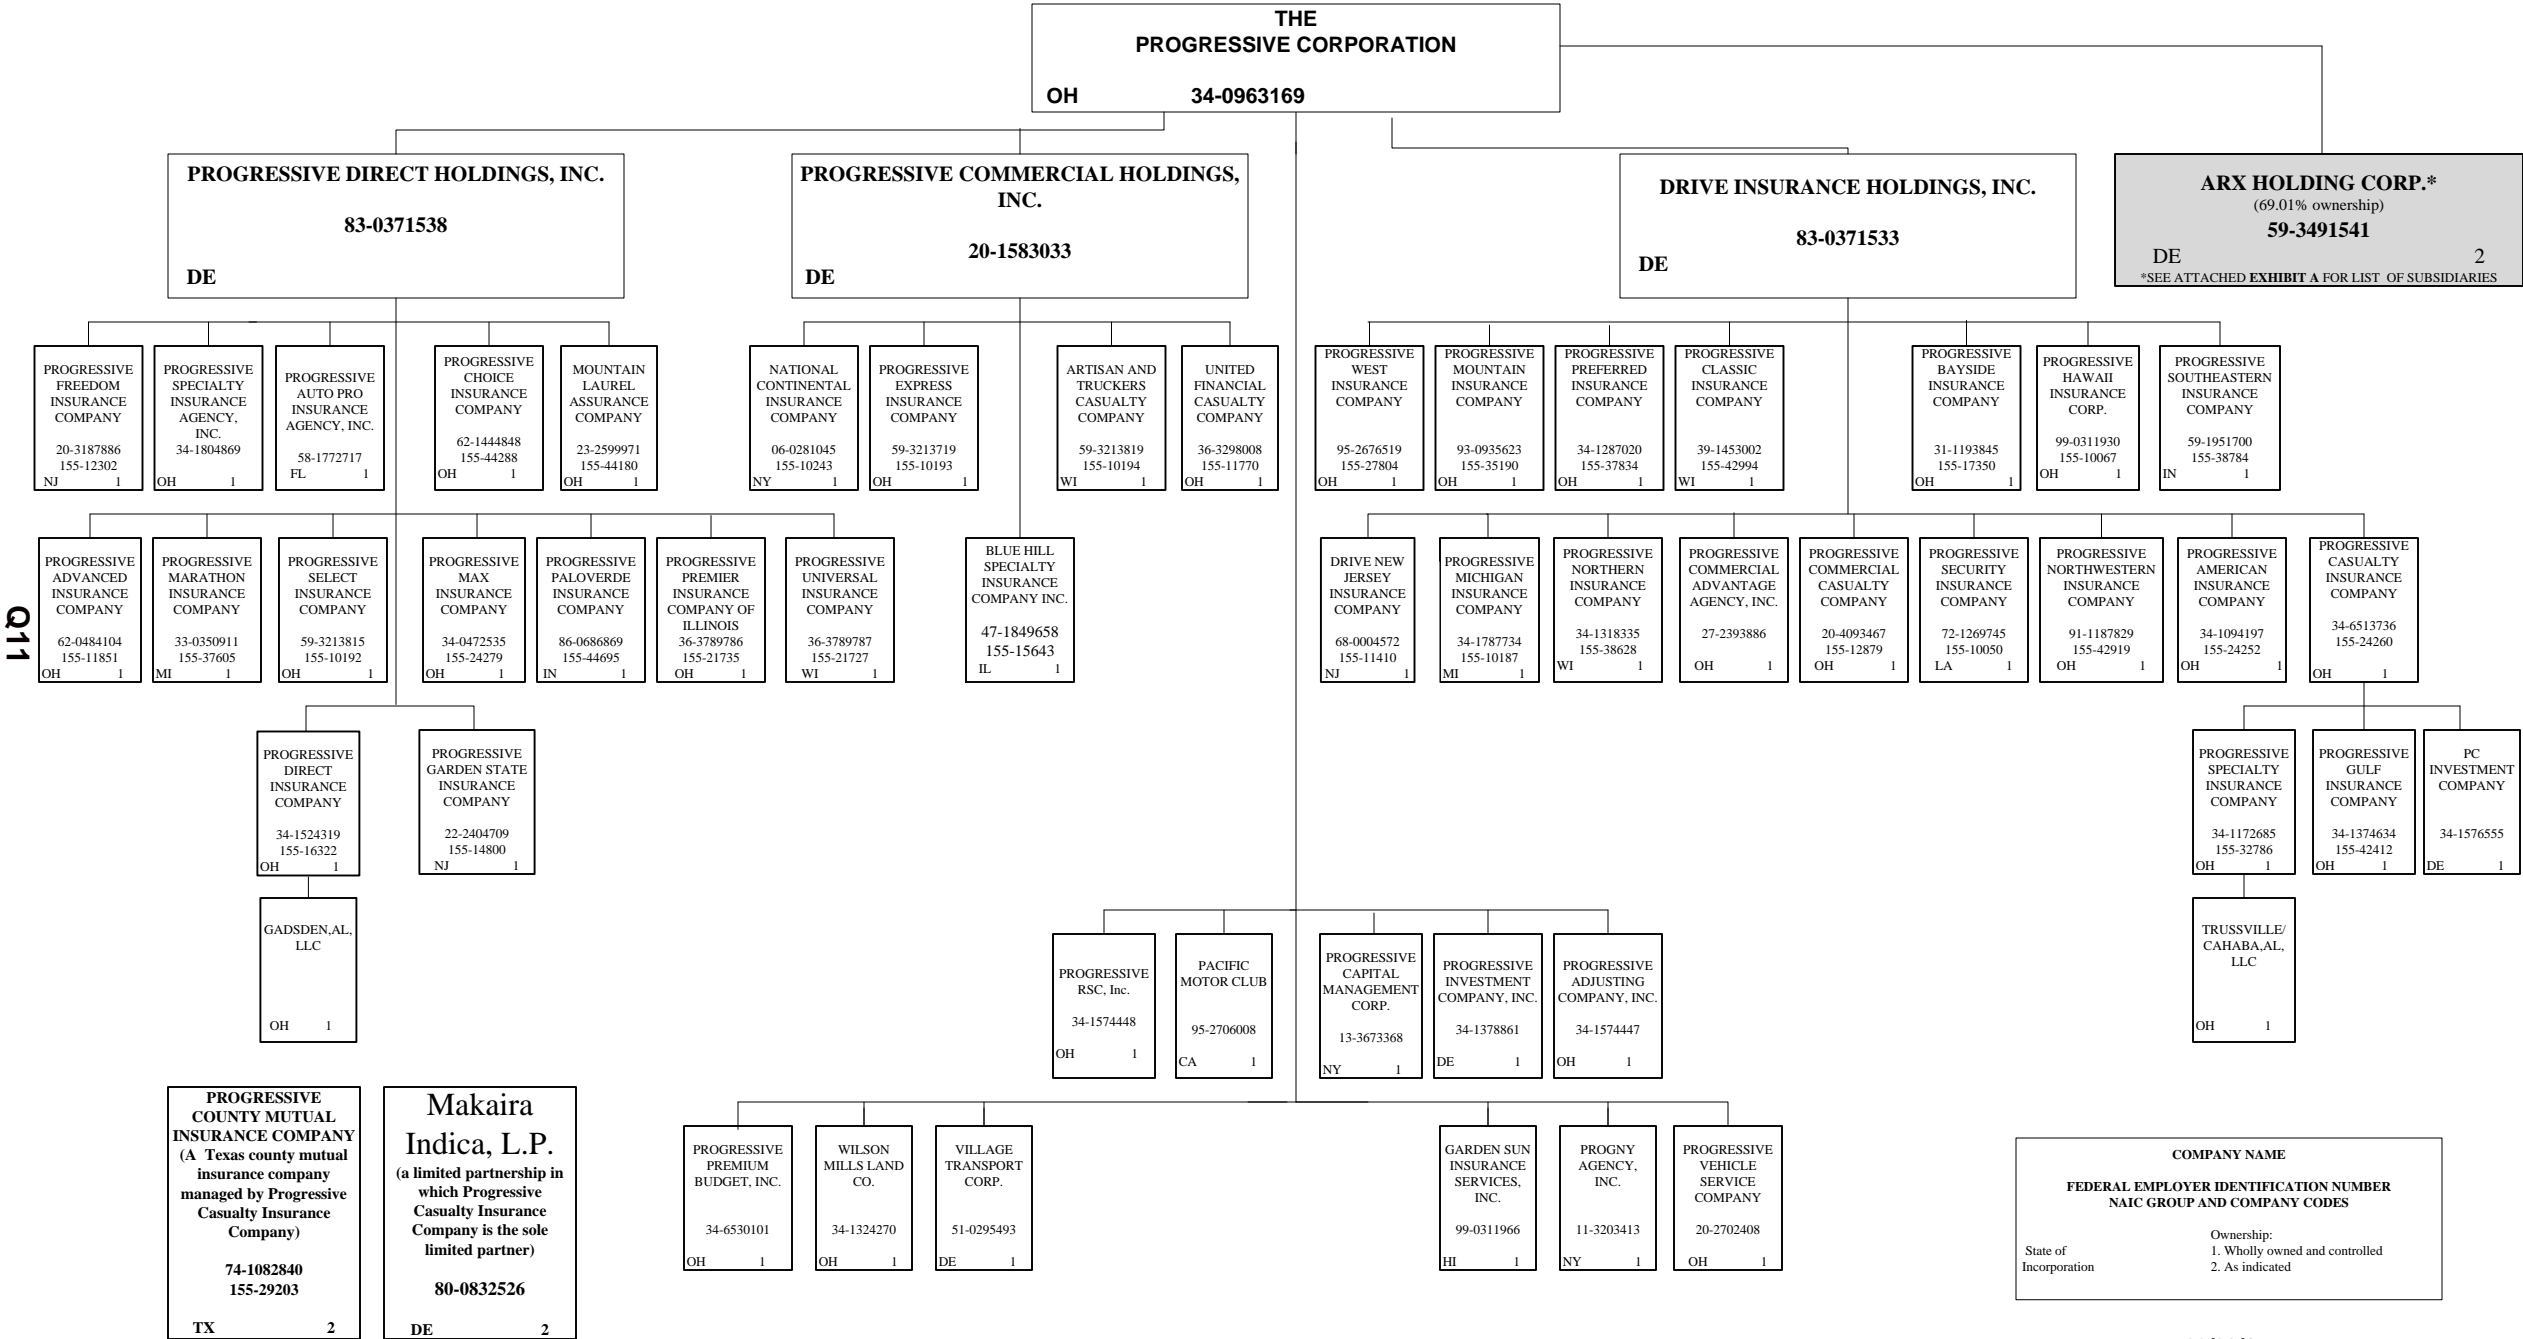 THE
PROGRESSIVE CORPORATION
OH 34-0963169
PROGRESSIVE DIRECT HOLDINGS, INC.
83-0371538
DE
PROGRESSIVE COMMERCIAL HOLDINGS,
INC.
20-1583033
DE
DRIVE INSURANCE HOLDINGS, INC.
83-0371533
DE
ARX HOLDING CORP.*
(69.01% ownership)
59-3491541
DE 2
*SEE ATTACHED EXHIBIT A FOR LIST OF SUBSIDIARIES
PROGRESSIVE
FREEDOM
INSURANCE
COMPANY
20-3187886
155-12302
NJ 1
PROGRESSIVE
SPECIALTY
INSURANCE
AGENCY,
INC.
34-1804869
OH 1
PROGRESSIVE
AUTO PRO
INSURANCE
AGENCY, INC.
58-1772717
FL 1
PROGRESSIVE
CHOICE
INSURANCE
COMPANY
62-1444848
155-44288
OH 1
MOUNTAIN
LAUREL
ASSURANCE
COMPANY
23-2599971
155-44180
OH 1
NATIONAL
CONTINENTAL
INSURANCE
COMPANY
06-0281045
155-10243
NY 1
PROGRESSIVE
EXPRESS
INSURANCE
COMPANY
59-3213719
155-10193
OH 1
ARTISAN AND
TRUCKERS
CASUALTY
COMPANY
59-3213819
155-10194
WI 1
UNITED
FINANCIAL
CASUALTY
COMPANY
36-3298008
155-11770
OH 1
PROGRESSIVE
WEST
INSURANCE
COMPANY
95-2676519
155-27804
OH 1
PROGRESSIVE
MOUNTAIN
INSURANCE
COMPANY
93-0935623
155-35190
OH 1
PROGRESSIVE
PREFERRED
INSURANCE
COMPANY
34-1287020
155-37834
OH 1
PROGRESSIVE
CLASSIC
INSURANCE
COMPANY
39-1453002
155-42994
WI 1
PROGRESSIVE
BAYSIDE
INSURANCE
COMPANY
31-1193845
155-17350
OH 1
PROGRESSIVE
HAWAII
INSURANCE
CORP.
99-0311930
155-10067
OH 1
PROGRESSIVE
SOUTHEASTERN
INSURANCE
COMPANY
59-1951700
155-38784
IN 1
PROGRESSIVE
ADVANCED
INSURANCE
COMPANY
62-0484104
155-11851
OH 1
PROGRESSIVE
MARATHON
INSURANCE
COMPANY
33-0350911
155-37605
MI 1
PROGRESSIVE
SELECT
INSURANCE
COMPANY
59-3213815
155-10192
OH 1
PROGRESSIVE
MAX
INSURANCE
COMPANY
34-0472535
155-24279
OH 1
PROGRESSIVE
PALOVERDE
INSURANCE
COMPANY
86-0686869
155-44695
IN 1
PROGRESSIVE
PREMIER
INSURANCE
COMPANY OF
ILLINOIS
36-3789786
155-21735
OH 1
PROGRESSIVE
UNIVERSAL
INSURANCE
COMPANY
36-3789787
155-21727
WI 1
BLUE HILL
SPECIALTY
INSURANCE
COMPANY INC.
47-1849658
155-15643
IL 1
DRIVE NEW
JERSEY
INSURANCE
COMPANY
68-0004572
155-11410
NJ 1
PROGRESSIVE
MICHIGAN
INSURANCE
COMPANY
34-1787734
155-10187
MI 1
PROGRESSIVE
NORTHERN
INSURANCE
COMPANY
34-1318335
155-38628
WI 1
PROGRESSIVE
COMMERCIAL
ADVANTAGE
AGENCY, INC.
27-2393886
OH 1
PROGRESSIVE
COMMERCIAL
CASUALTY
COMPANY
20-4093467
155-12879
OH 1
PROGRESSIVE
SECURITY
INSURANCE
COMPANY
72-1269745
155-10050
LA 1
PROGRESSIVE
NORTHWESTERN
INSURANCE
COMPANY
91-1187829
155-42919
OH 1
PROGRESSIVE
AMERICAN
INSURANCE
COMPANY
34-1094197
155-24252
OH 1
PROGRESSIVE
CASUALTY
INSURANCE
COMPANY
34-6513736
155-24260
OH 1
Q11
PROGRESSIVE
DIRECT
INSURANCE
COMPANY
34-1524319
155-16322
OH 1
PROGRESSIVE
GARDEN STATE
INSURANCE
COMPANY
22-2404709
155-14800
NJ 1
PROGRESSIVE
SPECIALTY
INSURANCE
COMPANY
34-1172685
155-32786
OH 1
PROGRESSIVE
GULF
INSURANCE
COMPANY
34-1374634
155-42412
OH 1
PC
INVESTMENT
COMPANY
34-1576555
DE 1
GADSDEN,AL,
LLC
OH 1
PROGRESSIVE
RSC, Inc.
34-1574448
OH 1
PACIFIC
MOTOR CLUB
95-2706008
CA 1
PROGRESSIVE
CAPITAL
MANAGEMENT
CORP.
13-3673368
NY 1
PROGRESSIVE
INVESTMENT
COMPANY, INC.
34-1378861
DE 1
PROGRESSIVE
ADJUSTING
COMPANY, INC.
34-1574447
OH 1
TRUSSVILLE/
CAHABA,AL,
LLC
OH 1
PROGRESSIVE
COUNTY MUTUAL
INSURANCE COMPANY
(A Texas county mutual
insurance company
managed by Progressive
Casualty Insurance
Company)
74-1082840
155-29203
TX 2
Makaira
Indica, L.P.
(a limited partnership in
which Progressive
Casualty Insurance
Company is the sole
limited partner)
80-0832526
DE 2
PROGRESSIVE
PREMIUM
BUDGET, INC.
34-6530101
OH 1
WILSON
MILLS LAND
CO.
34-1324270
OH 1
VILLAGE
TRANSPORT
CORP.
51-0295493
DE 1
GARDEN SUN
INSURANCE
SERVICES,
INC.
99-0311966
HI 1
PROGNY
AGENCY,
INC.
11-3203413
NY 1
PROGRESSIVE
VEHICLE
SERVICE
COMPANY
20-2702408
OH 1
COMPANY NAME
FEDERAL EMPLOYER IDENTIFICATION NUMBER
NAIC GROUP AND COMPANY CODES
Ownership:
State of 1. Wholly owned and controlled
Incorporation 2. As indicated